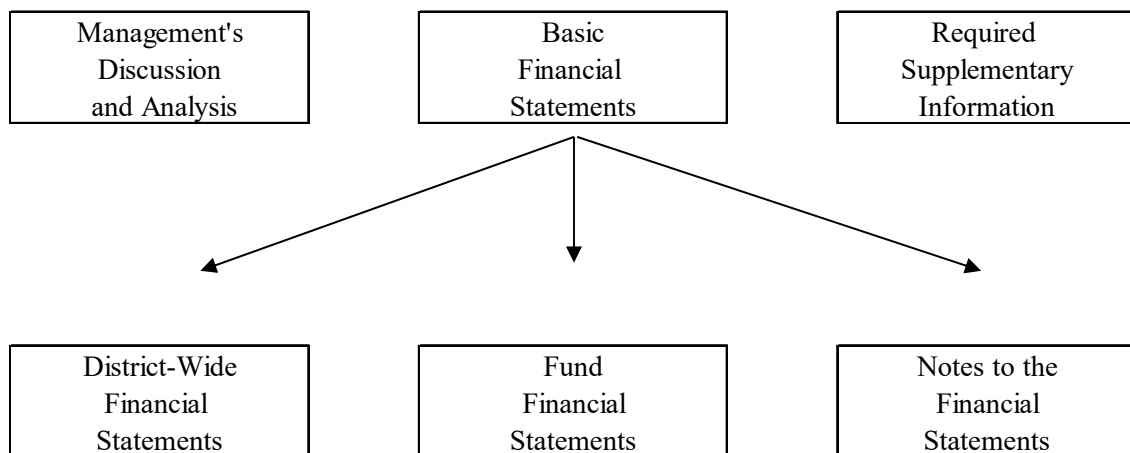 Management's
Discussion
and Analysis
Basic
Financial
Statements
Required
Supplementary
Information
District-Wide
Financial
Statements
Fund
Financial
Statements
Notes to the
Financial
Statements